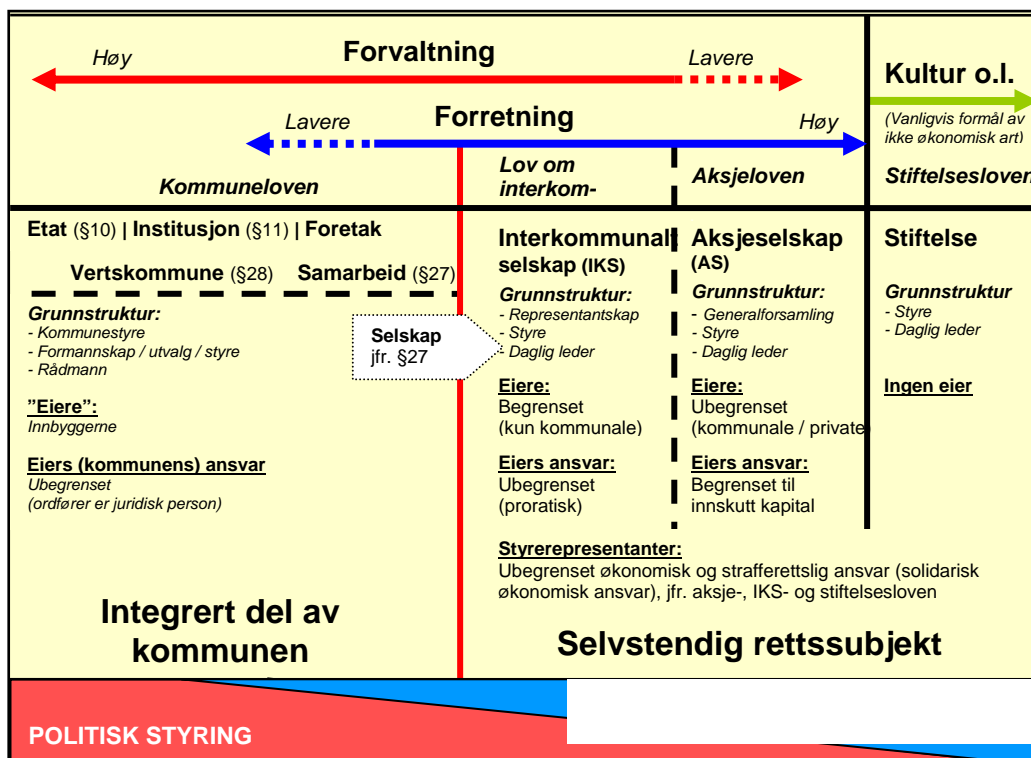 Høy Forvaltning Lavere
Kultur o.l.
(Vanligvis formål av
ikke økonomisk art)
Lavere Forretning Høy
Kommuneloven
Lov om
interkom-
Aksjeloven
Stiftelsesloven
Etat (§10) | Institusjon (§11) | Foretak
Vertskommune (§28) Samarbeid (§27)
Grunnstruktur:
- Kommunestyre
- Formannskap / utvalg / styre
- Rådmann
"Eiere":
Innbyggerne
Eiers (kommunens) ansvar
Ubegrenset
(ordfører er juridisk person)
Selskap
jfr. §27
Interkommunalt
selskap (IKS)
Grunnstruktur:
- Representantskap
- Styre
- Daglig leder
Eiere:
Begrenset
(kun kommunale)
Eiers ansvar:
Ubegrenset
(proratisk)
Aksjeselskap
(AS)
Grunnstruktur:
- Generalforsamling
- Styre
- Daglig leder
Eiere:
Ubegrenset
(kommunale / private)
Eiers ansvar:
Begrenset til
innskutt kapital
Stiftelse
Grunnstruktur
- Styre
- Daglig leder
Ingen eier
Styrerepresentanter:
Ubegrenset økonomisk og strafferettslig ansvar (solidarisk
økonomisk ansvar), jfr. aksje-, IKS- og stiftelsesloven
Integrert del av
kommunen
Selvstendig rettssubjekt
POLITISK STYRING